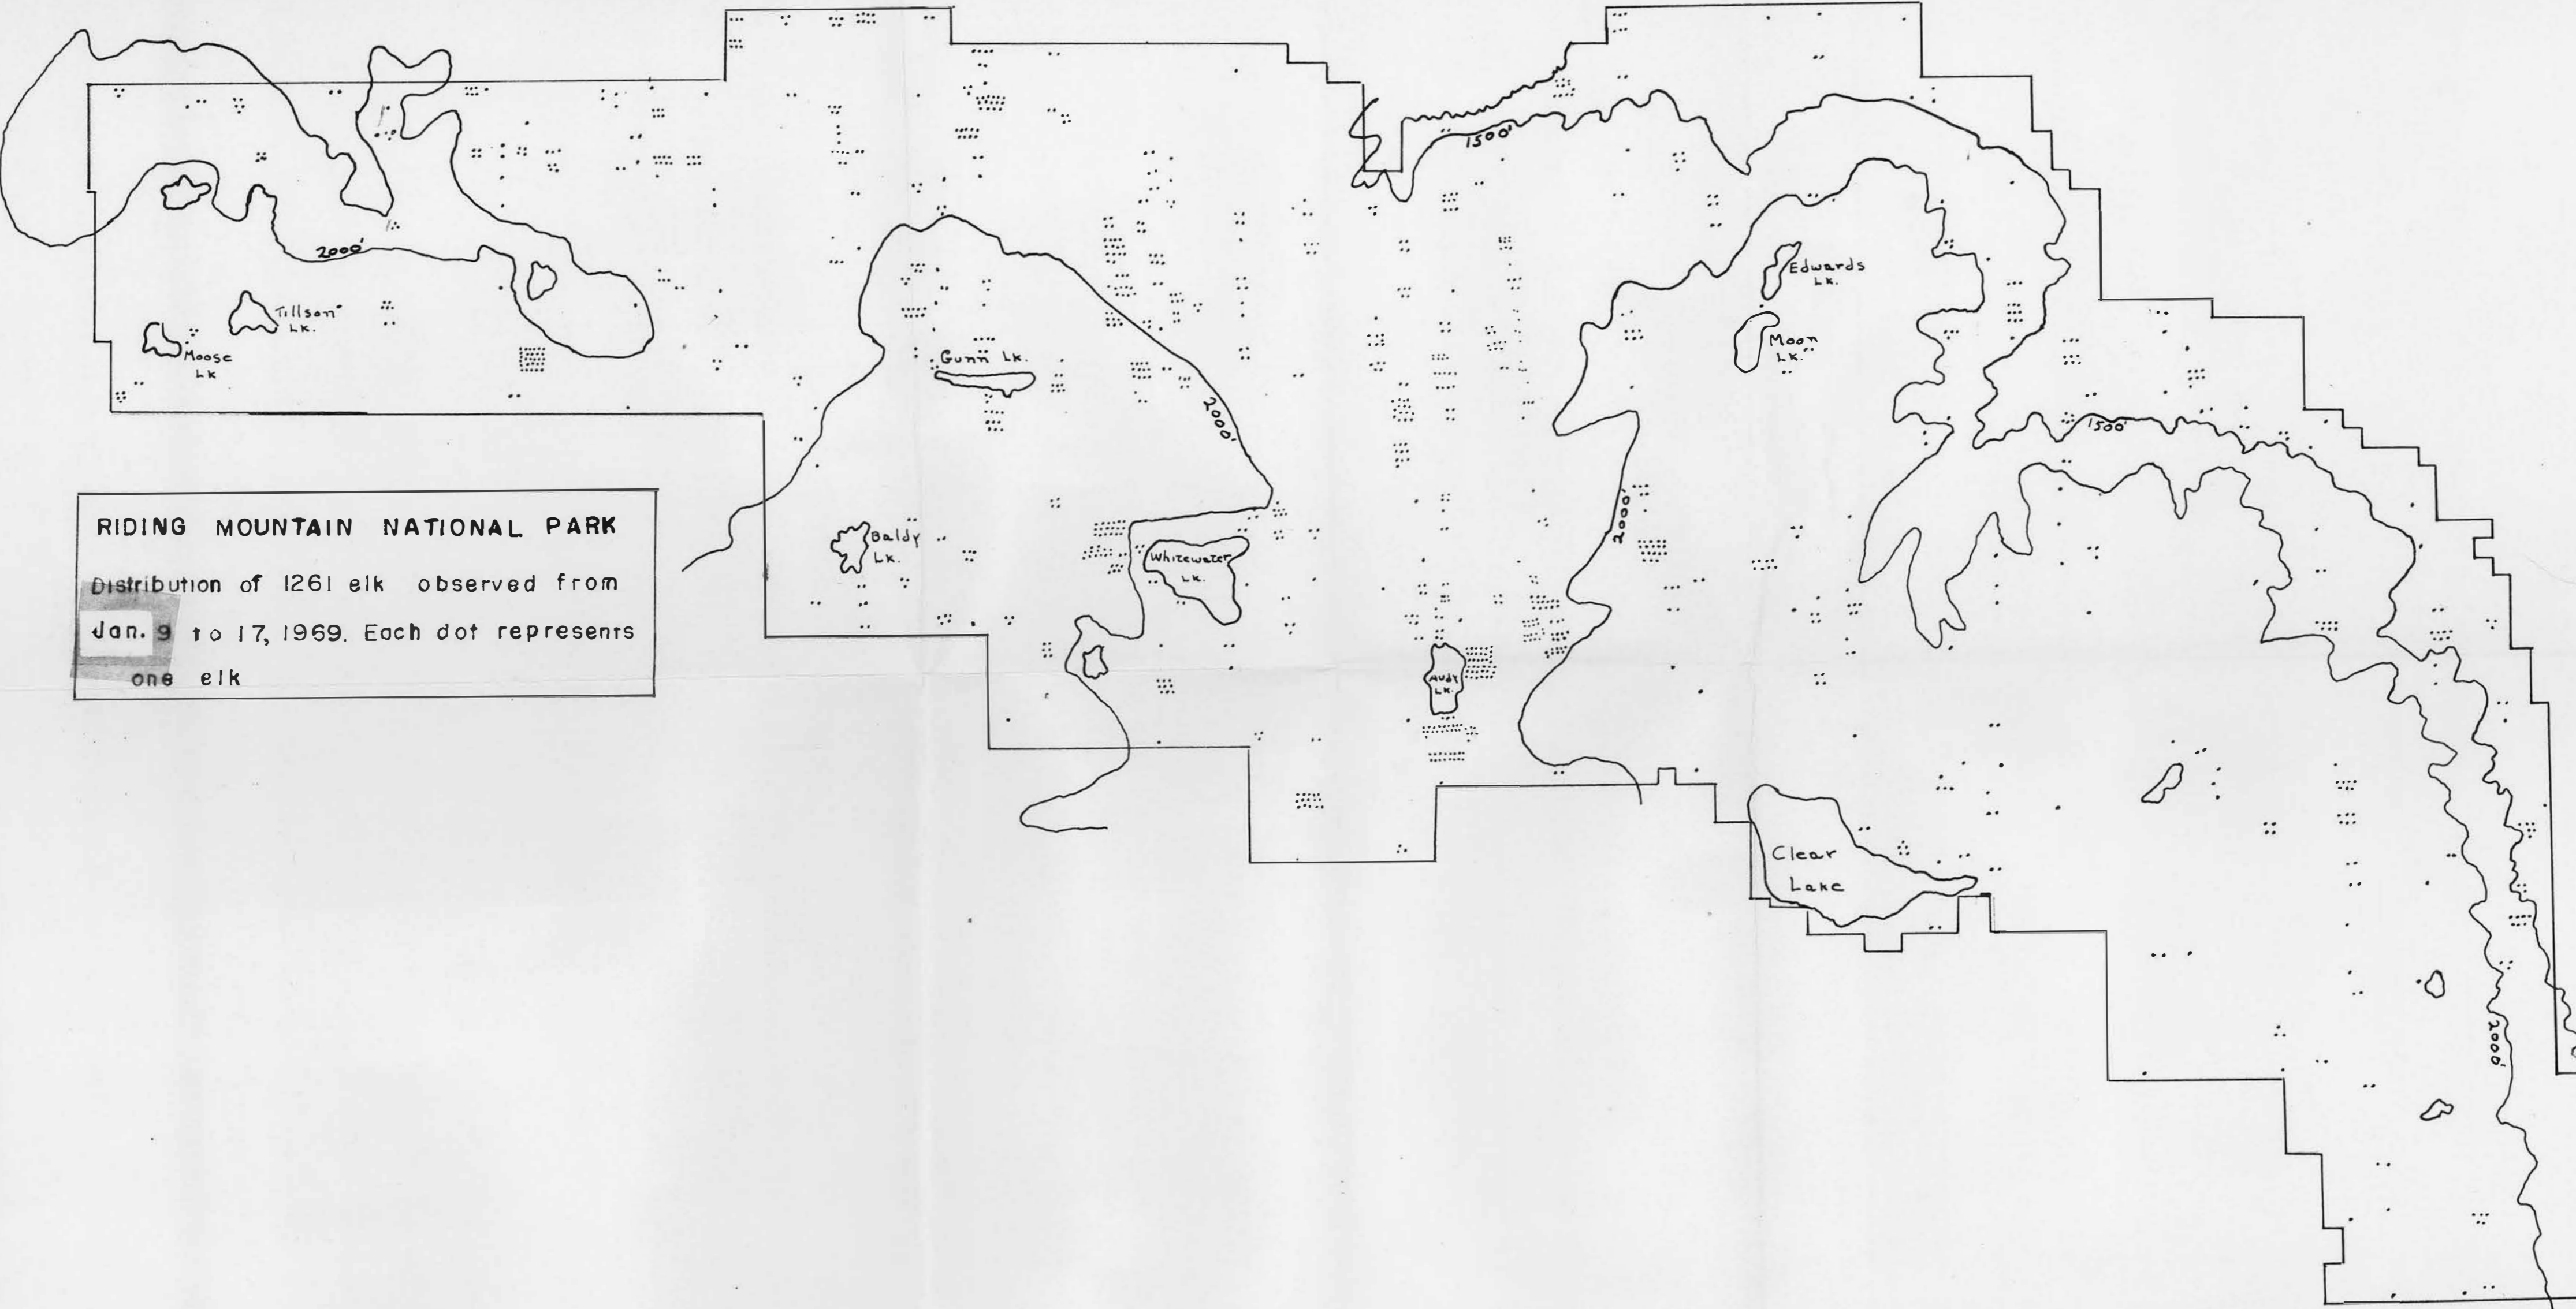 1500'
2000'
Edwards
Lk.
Tillson
Lk.
Moose
Lk
Moon
Lk.
Gunn Lk.
2000'
1500'
2000'
RIDING MOUNTAIN NATIONAL PARK
Distribution of 1261 elk observed from
Jan. 9 to 17, 1969. Each dot represents
one elk
Baldy
Lk.
Whitewater
Lk.
Audy
Lk.
Clear
Lake
2000'